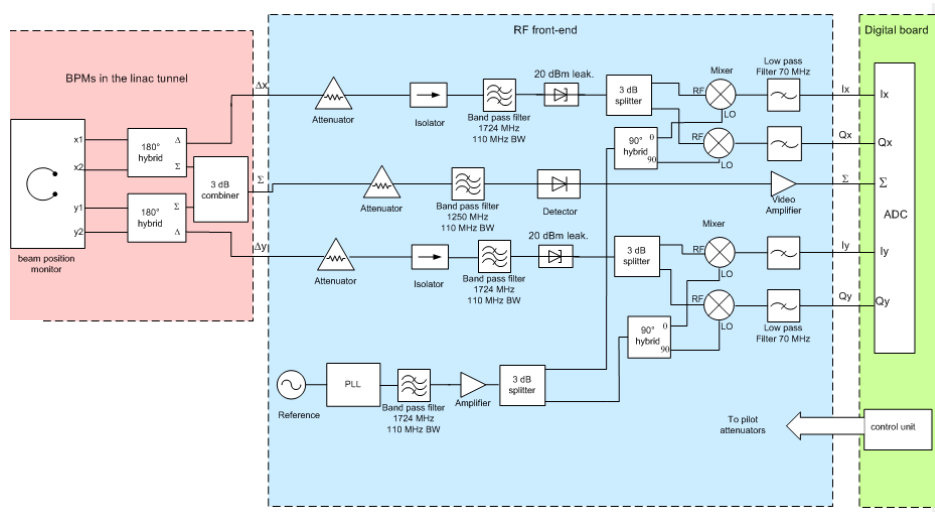 RF front-end
Digital board
BPMs in the linac tunnel
Δx
20 dBm leak.
Mixer
Low pass
Filter 70 MHz
RF
LO
Ix
Ix
3 dB
splitter
Attenuator
Isolator
Band pass filter
1724 MHz
110 MHz BW
x1
x2
180°
hybrid
Δ
Σ
90°
hybrid
0
90
RF
LO
Qx
Qx
3 dB
combiner
Σ
Σ
Σ
ADC
Attenuator
Band pass filter
1250 MHz
110 MHz BW
Detector
Video
Amplifier
y1
y2
180°
hybrid
Σ
Δ
beam position
monitor
Δy
20 dBm leak.
Mixer
3 dB
splitter
RF
LO
Iy
Iy
Attenuator
Isolator
Band pass filter
1724 MHz
110 MHz BW
RF
LO
Qy
Qy
90°
hybrid
0
90
Low pass
Filter 70 MHz
PLL
3 dB
splitter
Reference
Band pass filter
1724 MHz
110 MHz BW
Amplifier
To pilot
attenuators
control unit